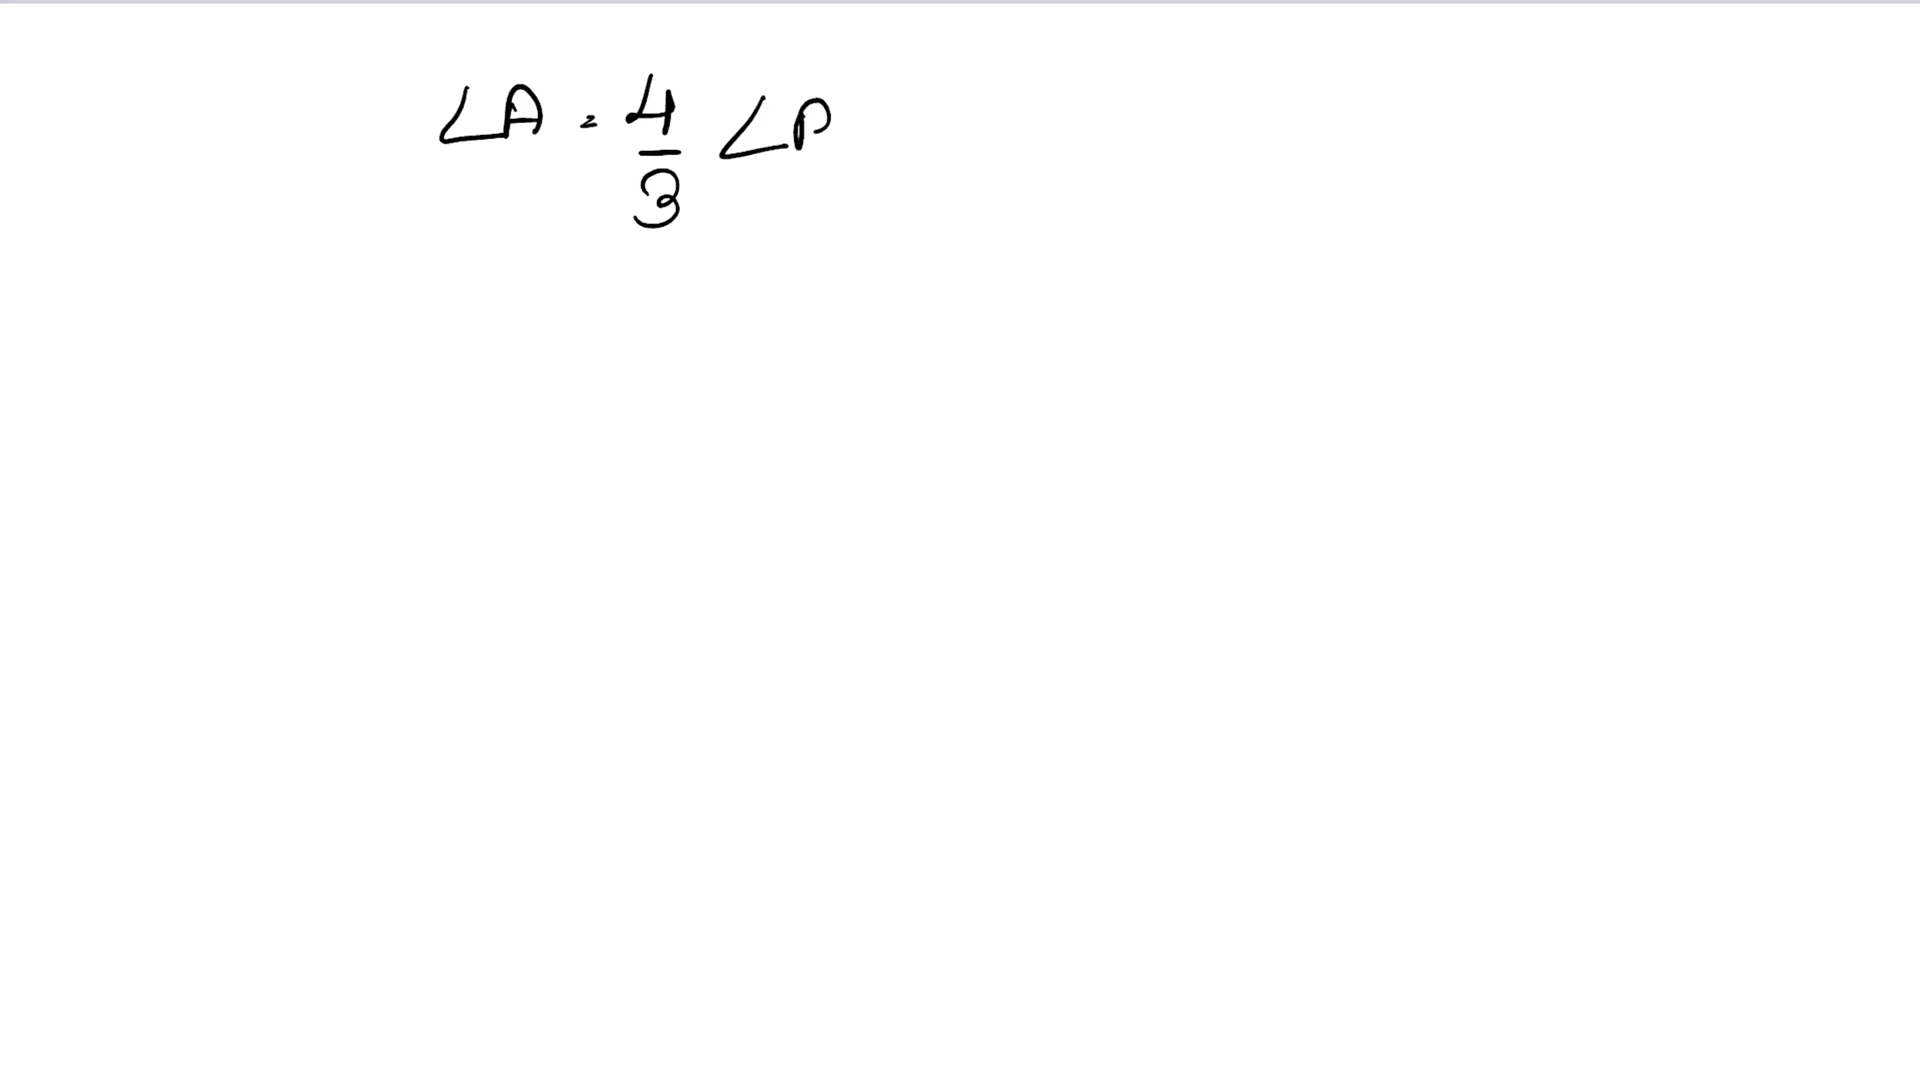 ∠A = 4/3 ∠P